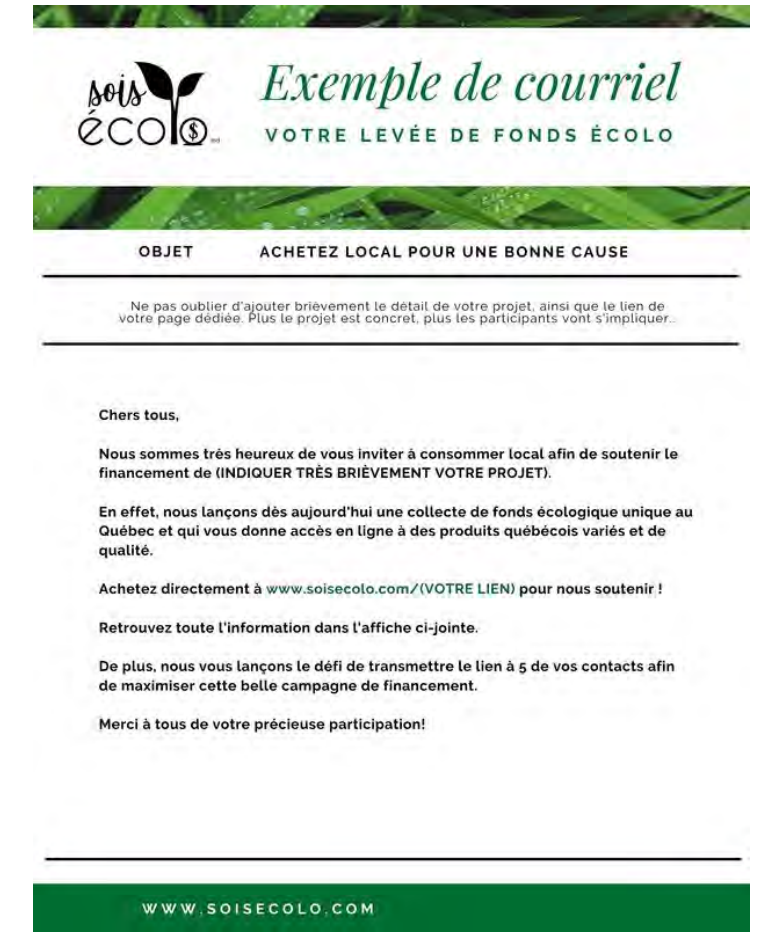 sois
écolo
Exemple de courriel
VOTRE LEVÉE DE FONDS ÉCOLO
OBJET ACHETEZ LOCAL POUR UNE BONNE CAUSE
Ne pas oublier d'ajouter brièvement le détail de votre projet, ainsi que le lien de
votre page dédiée. Plus le projet est concret, plus les participants vont s'impliquer...
Chers tous,
Nous sommes très heureux de vous inviter à consommer local afin de soutenir le
financement de (INDIQUER TRÈS BRIÈVEMENT VOTRE PROJET).
En effet, nous lançons dès aujourd'hui une collecte de fonds écologique unique au
Québec et qui vous donne accès en ligne à des produits québécois variés et de
qualité.
Achetez directement à www.soisecolo.com/(VOTRE LIEN) pour nous soutenir !
Retrouvez toute l'information dans l'affiche ci-jointe.
De plus, nous vous lançons le défi de transmettre le lien à 5 de vos contacts afin
de maximiser cette belle campagne de financement.
Merci à tous de votre précieuse participation!
WWW.SOISECOLO.COM